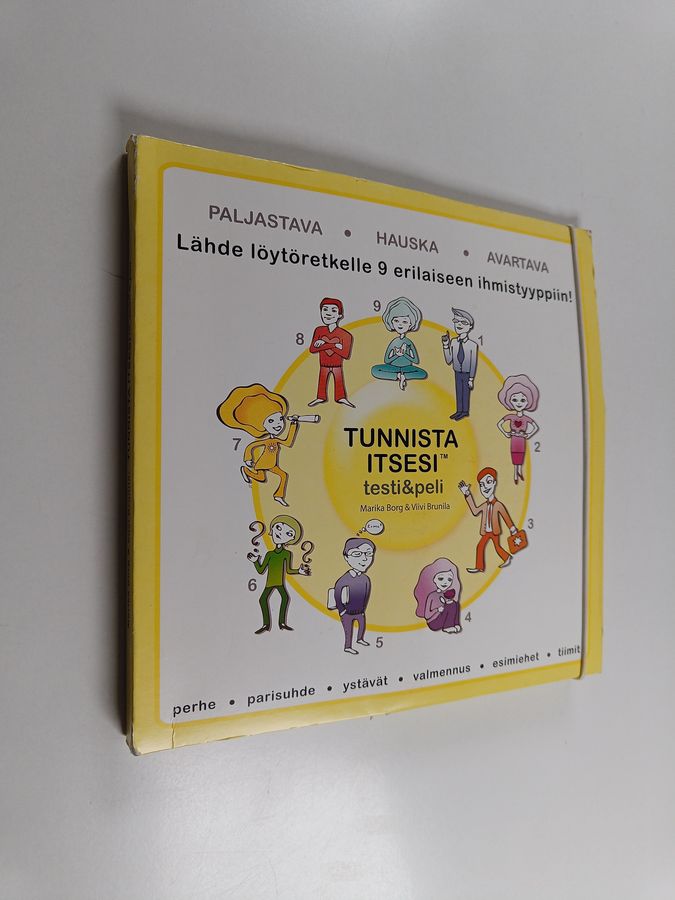 PALJASTAVA • HAUSKA • AVARTAVA
Lähde löytöretkelle 9 erilaiseen ihmistyyppiin!
9
8
1
7
2
TUNNISTA
ITSESI™
testi&peli
Marika Borg & Viivi Brunila
3
6
? ?
5
4
perhe • parisuhde • ystävät • valmennus • esimiehet • tiimit